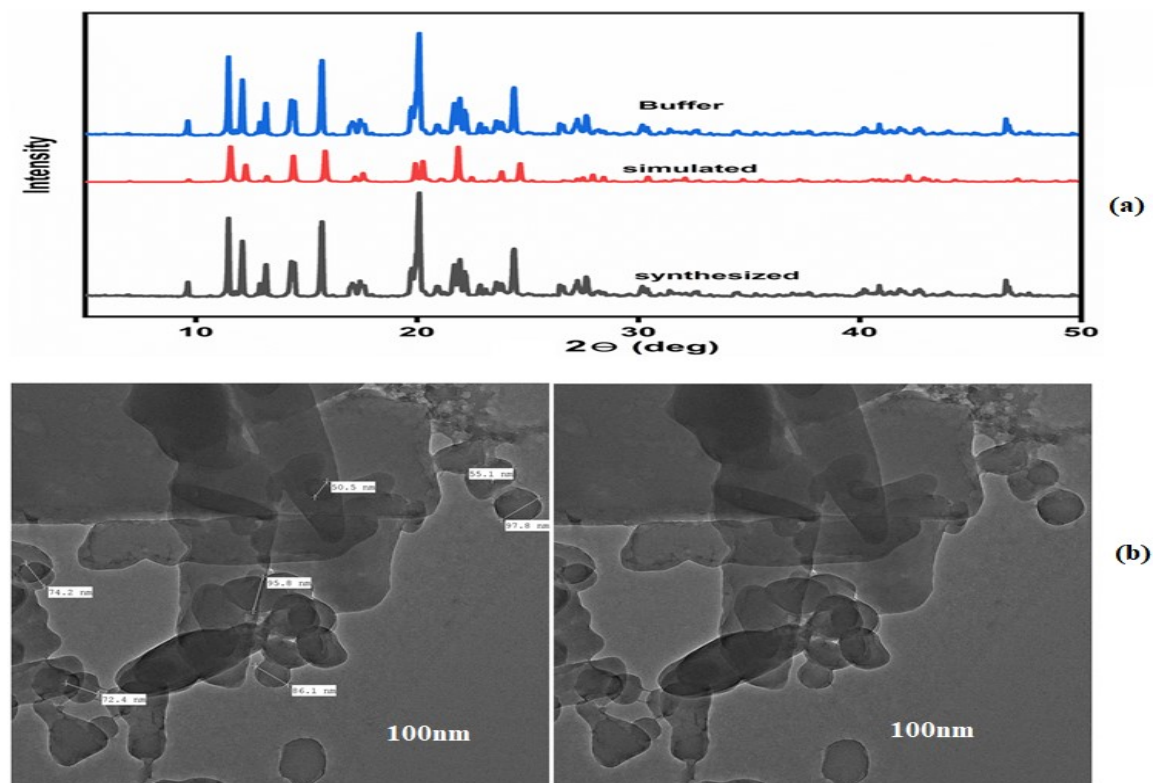 Buffer
simulated
synthesized
Intensity
10 20 30 40 50
2Θ (deg)
(a)
55.1 nm
50.5 nm
97.8 nm
74.2 nm
95.8 nm
72.4 nm
86.1 nm
100nm
100nm
(b)